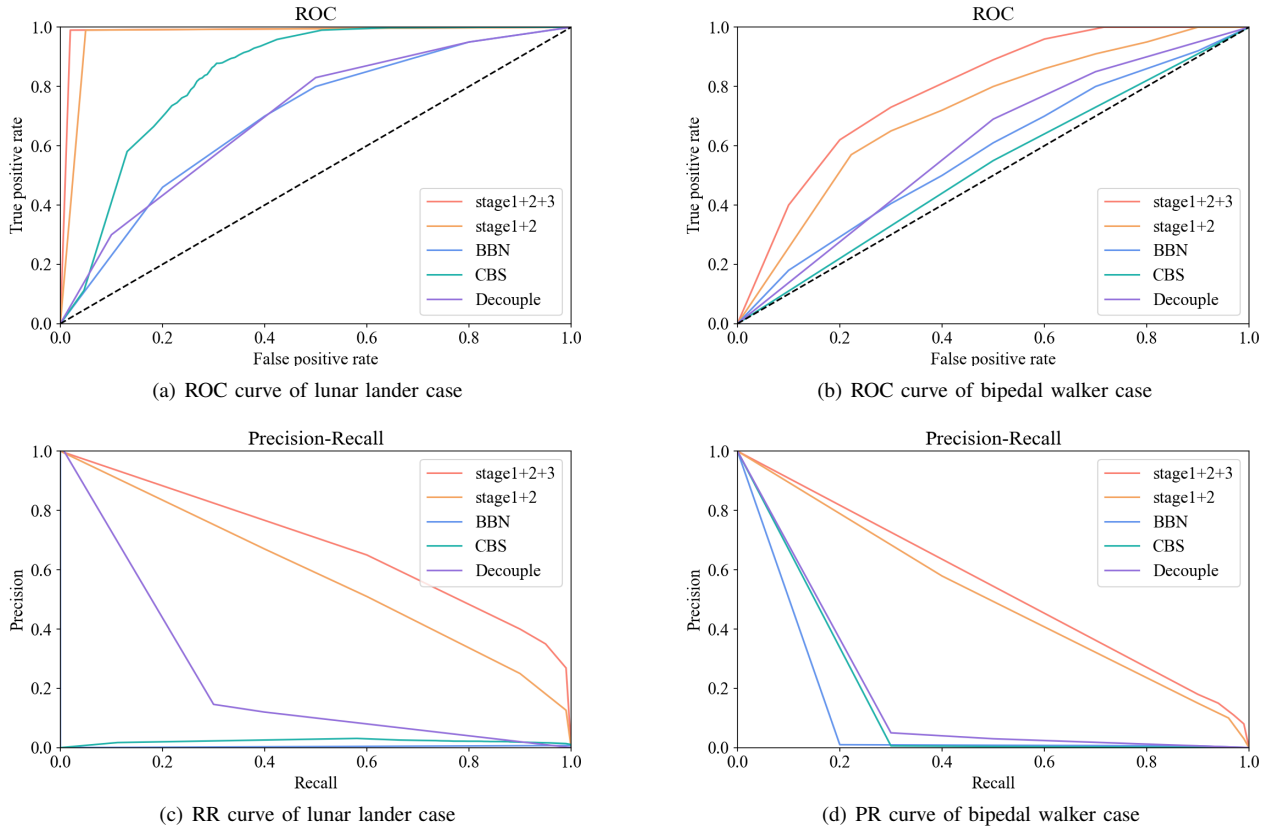 ROC
1.0
0.8
0.6
0.4
0.2
0.0
True positive rate
stage1+2+3
stage1+2
BBN
CBS
Decouple
0.0 0.2 0.4 0.6 0.8 1.0
False positive rate
(a) ROC curve of lunar lander case
ROC
1.0
0.8
0.6
0.4
0.2
0.0
True positive rate
stage1+2+3
stage1+2
BBN
CBS
Decouple
0.0 0.2 0.4 0.6 0.8 1.0
False positive rate
(b) ROC curve of bipedal walker case
Precision-Recall
1.0
0.8
0.6
0.4
0.2
0.0
Precision
stage1+2+3
stage1+2
BBN
CBS
Decouple
0.0 0.2 0.4 0.6 0.8 1.0
Recall
(c) RR curve of lunar lander case
Precision-Recall
1.0
0.8
0.6
0.4
0.2
0.0
Precision
stage1+2+3
stage1+2
BBN
CBS
Decouple
0.0 0.2 0.4 0.6 0.8 1.0
Recall
(d) PR curve of bipedal walker case